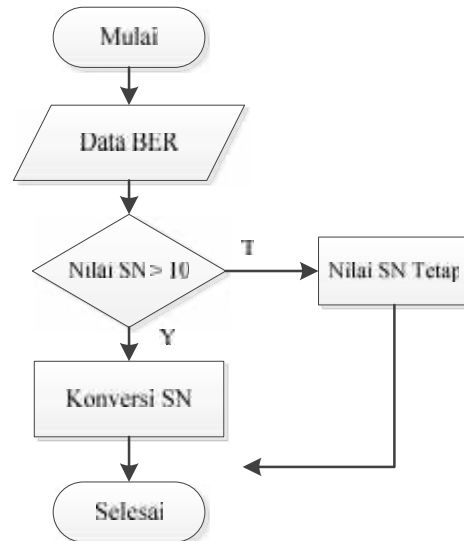 Mulai
Data BER
Nilai SN > 10
T
Nilai SN Tetap
Y
Konversi SN
Selesai